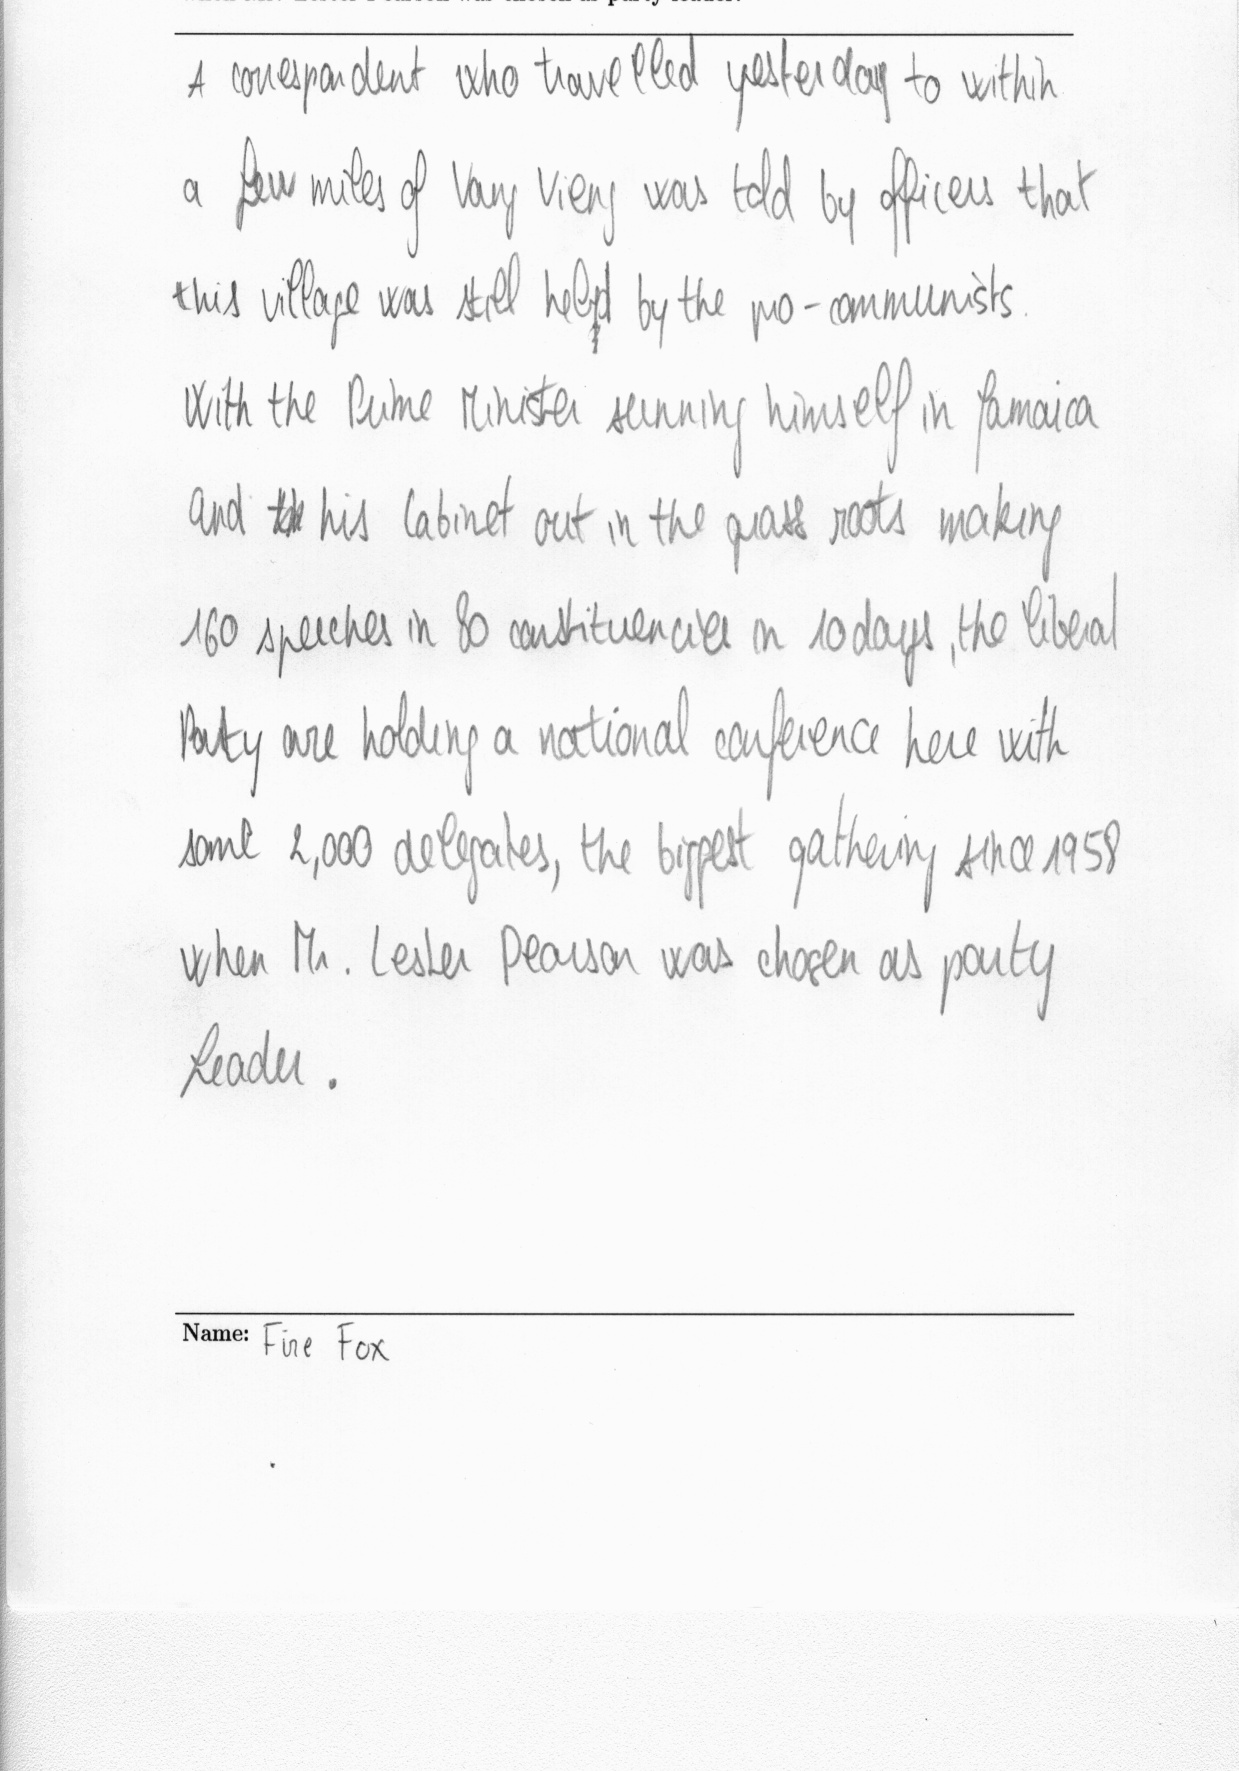 A correspondent who travelled yesterday to within
a few miles of Vang Vieng was told by officers that
this village was still held by the pro-communists.
With the Prime Minister sunning himself in Jamaica
and his Cabinet out in the grass roots making
160 speeches in 80 constituencies in 10 days, the liberal
Party are holding a national conference here with
some 2,000 delegates, the biggest gathering since 1958
when Mr. Lester Pearson was chosen as party
Leader.
Name: Fire Fox